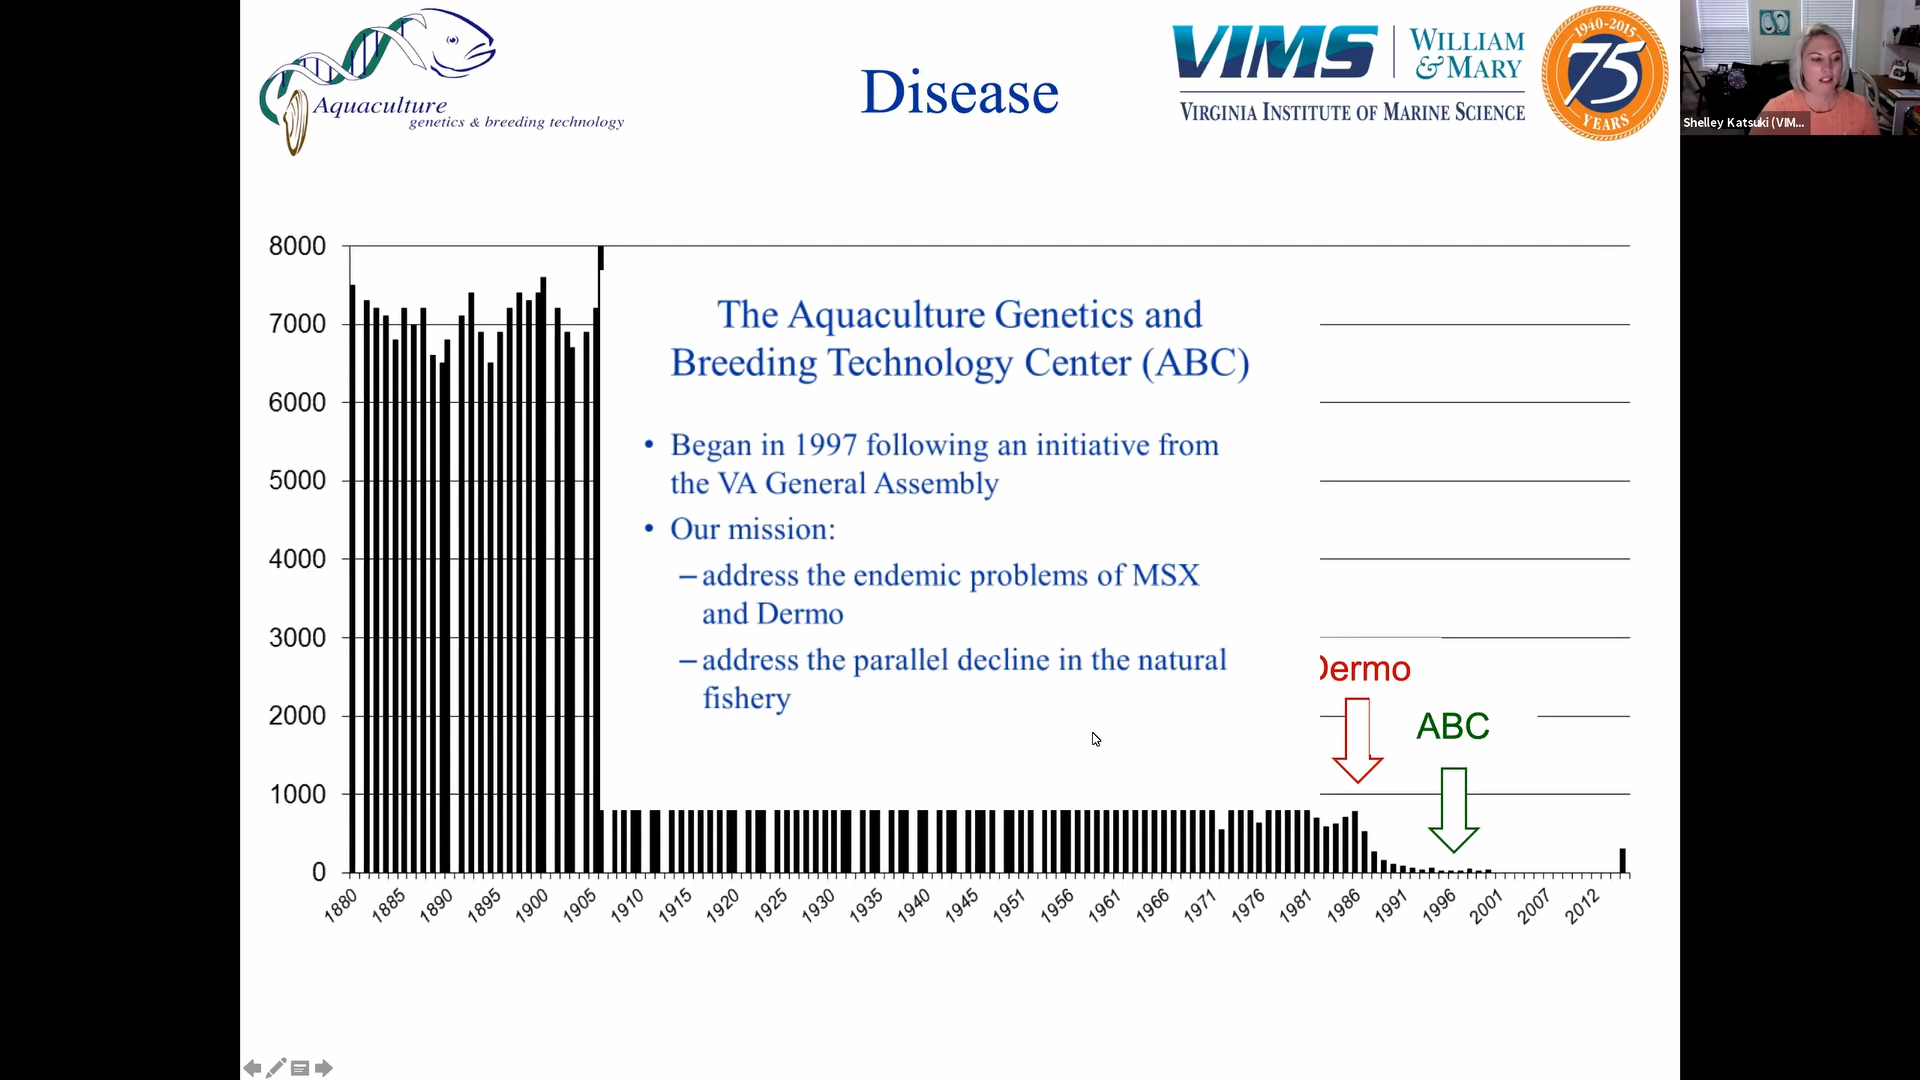 Aquaculture
genetics & breeding technology
Disease
VIMS
WILLIAM
& MARY
VIRGINIA INSTITUTE OF MARINE SCIENCE
1940-2015
75
YEARS
Shelley Katsuki (VIM...
8000
7000
6000
5000
4000
3000
2000
1000
0
The Aquaculture Genetics and
Breeding Technology Center (ABC)
• Began in 1997 following an initiative from
the VA General Assembly
• Our mission:
– address the endemic problems of MSX
and Dermo
– address the parallel decline in the natural
fishery
Dermo
ABC
1880 1885 1890 1895 1900 1905 1910 1915 1920 1925 1930 1935 1940 1945 1951 1956 1961 1966 1971 1976 1981 1986 1991 1996 2001 2007 2012